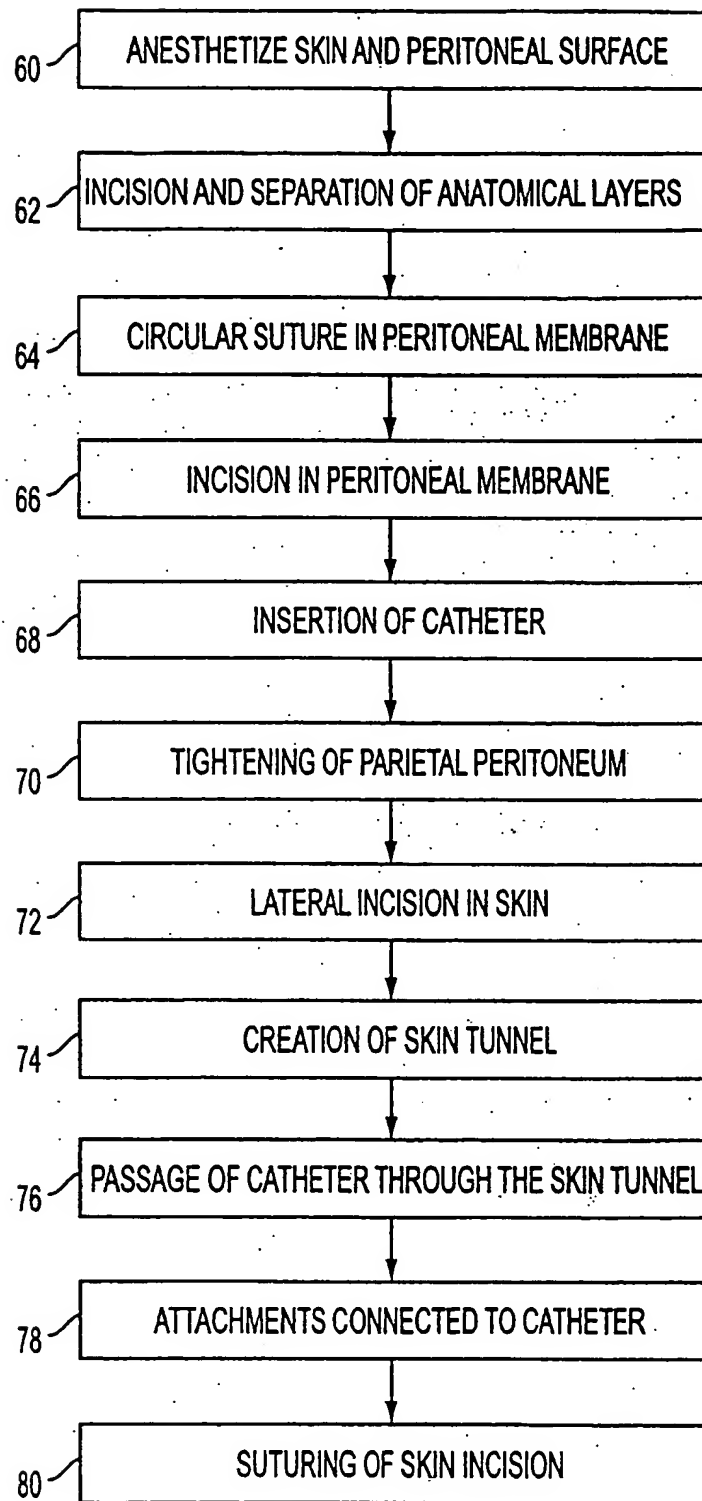 60 ANESTHETIZE SKIN AND PERITONEAL SURFACE
62 INCISION AND SEPARATION OF ANATOMICAL LAYERS
64 CIRCULAR SUTURE IN PERITONEAL MEMBRANE
66 INCISION IN PERITONEAL MEMBRANE
68 INSERTION OF CATHETER
70 TIGHTENING OF PARIETAL PERITONEUM
72 LATERAL INCISION IN SKIN
74 CREATION OF SKIN TUNNEL
76 PASSAGE OF CATHETER THROUGH THE SKIN TUNNEL
78 ATTACHMENTS CONNECTED TO CATHETER
80 SUTURING OF SKIN INCISION